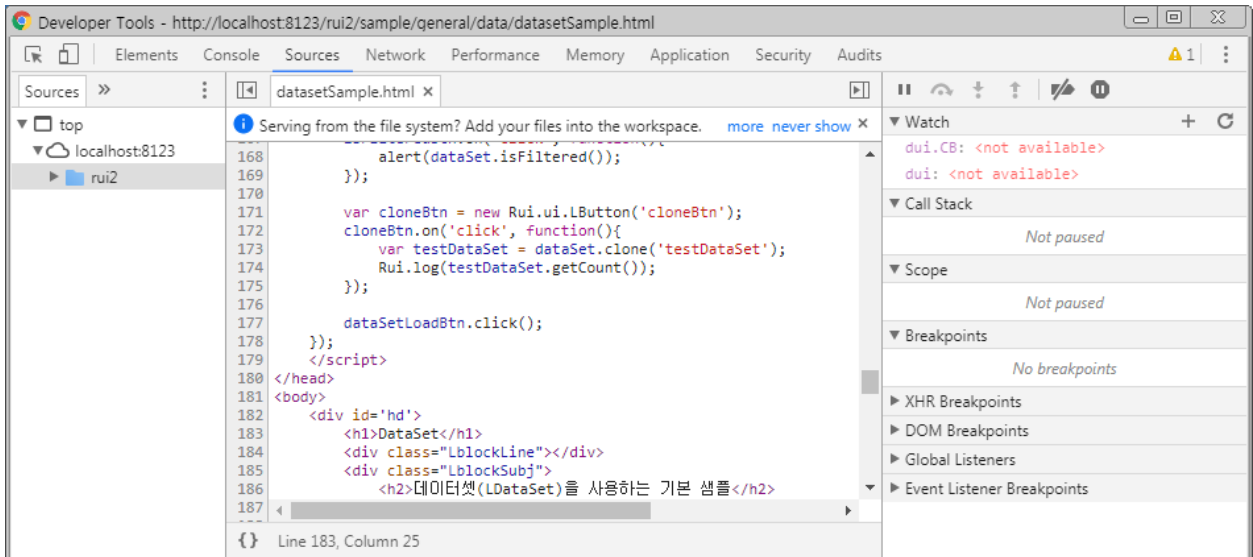 Developer Tools - http://localhost:8123/rui2/sample/general/data/datasetSample.html
Elements Console Sources Network Performance Memory Application Security Audits 1
Sources »
top
localhost:8123
rui2
datasetSample.html ×
Serving from the file system? Add your files into the workspace. more never show ×
168 alert(dataSet.isFiltered());
169 });
170
171 var cloneBtn = new Rui.ui.LButton('cloneBtn');
172 cloneBtn.on('click', function(){
173 var testDataSet = dataSet.clone('testDataSet');
174 Rui.log(testDataSet.getCount());
175 });
176
177 dataSetLoadBtn.click();
178 });
179 </script>
180 </head>
181 <body>
182 <div id='hd'>
183 <h1>DataSet</h1>
184 <div class="LblockLine"></div>
185 <div class="LblockSubj">
186 <h2>데이터셋(LDataSet)을 사용하는 기본 샘플</h2>
187
{} Line 183, Column 25
Watch
dui.CB: <not available>
dui: <not available>
Call Stack
Not paused
Scope
Not paused
Breakpoints
No breakpoints
XHR Breakpoints
DOM Breakpoints
Global Listeners
Event Listener Breakpoints